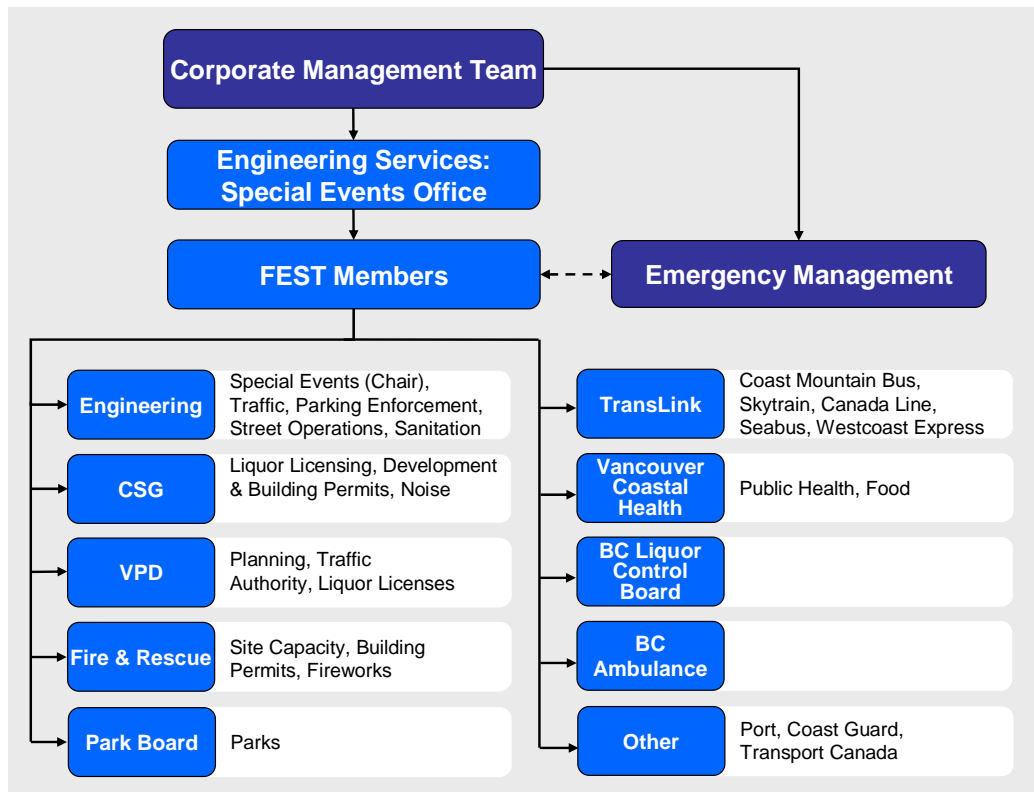 Corporate Management Team
Engineering Services:
Special Events Office
FEST Members
Emergency Management
Engineering
Special Events (Chair),
Traffic, Parking Enforcement,
Street Operations, Sanitation
CSG
Liquor Licensing, Development
& Building Permits, Noise
VPD
Planning, Traffic
Authority, Liquor Licenses
Fire & Rescue
Site Capacity, Building
Permits, Fireworks
Park Board
Parks
TransLink
Coast Mountain Bus,
Skytrain, Canada Line,
Seabus, Westcoast Express
Vancouver
Coastal
Health
Public Health, Food
BC Liquor
Control
Board
BC
Ambulance
Other
Port, Coast Guard,
Transport Canada